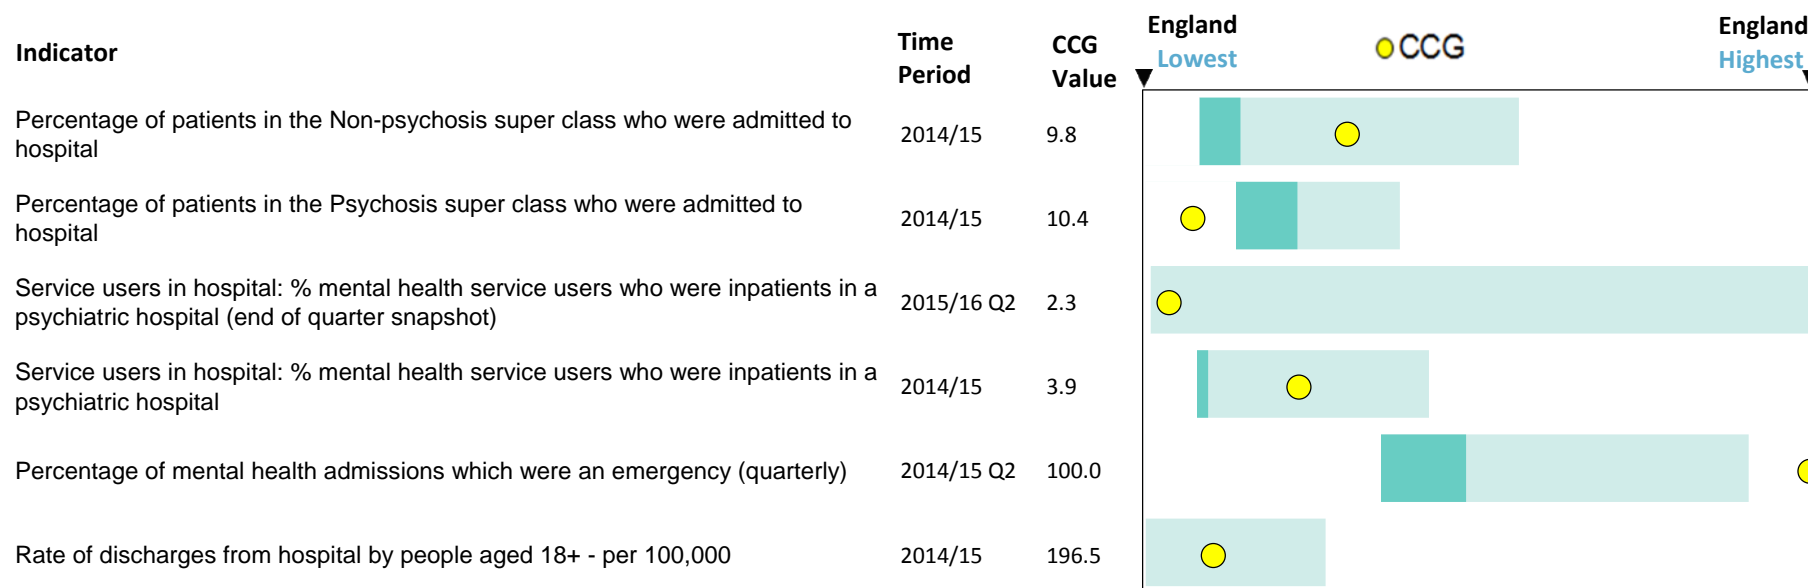 Indicator
Time
Period
CCG
Value
England
Lowest
CCG
England
Highest
Percentage of patients in the Non-psychosis super class who were admitted to
hospital
2014/15
9.8
Percentage of patients in the Psychosis super class who were admitted to
hospital
2014/15
10.4
Service users in hospital: % mental health service users who were inpatients in a
psychiatric hospital (end of quarter snapshot)
2015/16 Q2
2.3
Service users in hospital: % mental health service users who were inpatients in a
psychiatric hospital
2014/15
3.9
Percentage of mental health admissions which were an emergency (quarterly)
2014/15 Q2
100.0
Rate of discharges from hospital by people aged 18+ - per 100,000
2014/15
196.5